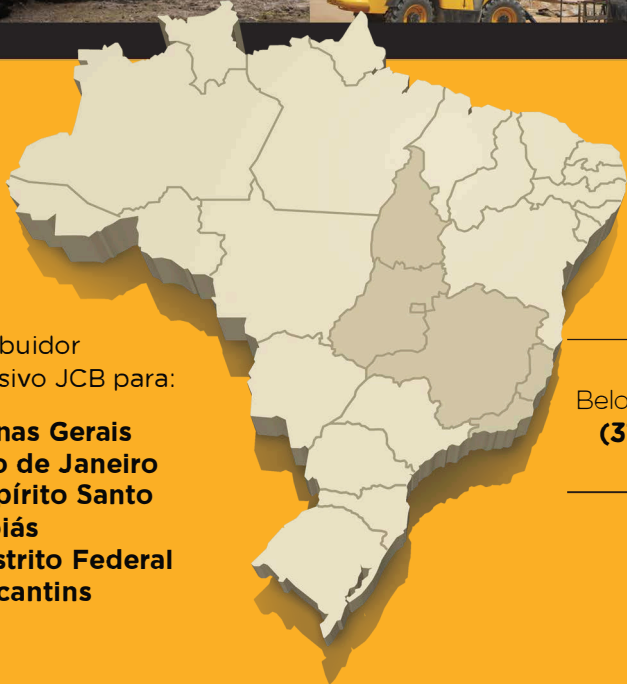 buidor
sivo JCB para:
nas Gerais
o de Janeiro
pírito Santo
iás
strito Federal
cantins
Belo
(3